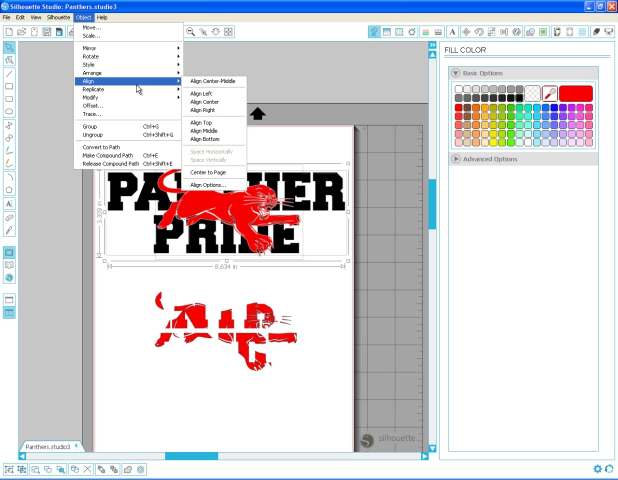 Silhouette Studio: Panthers.studio3
File Edit View Silhouette Object Help
Move...
Scale...
Mirror
Rotate
Style
Arrange
Align
Replicate
Modify
Offset...
Trace...
Group Ctrl+G
Ungroup Ctrl+Shift+G
Convert to Path
Make Compound Path Ctrl+E
Release Compound Path Ctrl+Shift+E
Align Center-Middle
Align Left
Align Center
Align Right
Align Top
Align Middle
Align Bottom
Space Horizontally
Space Vertically
Center to Page
Align Options...
FILL COLOR
Basic Options
Advanced Options
PANTHER
PRIDE
8.634 in
silhouette
Panthers.studio3